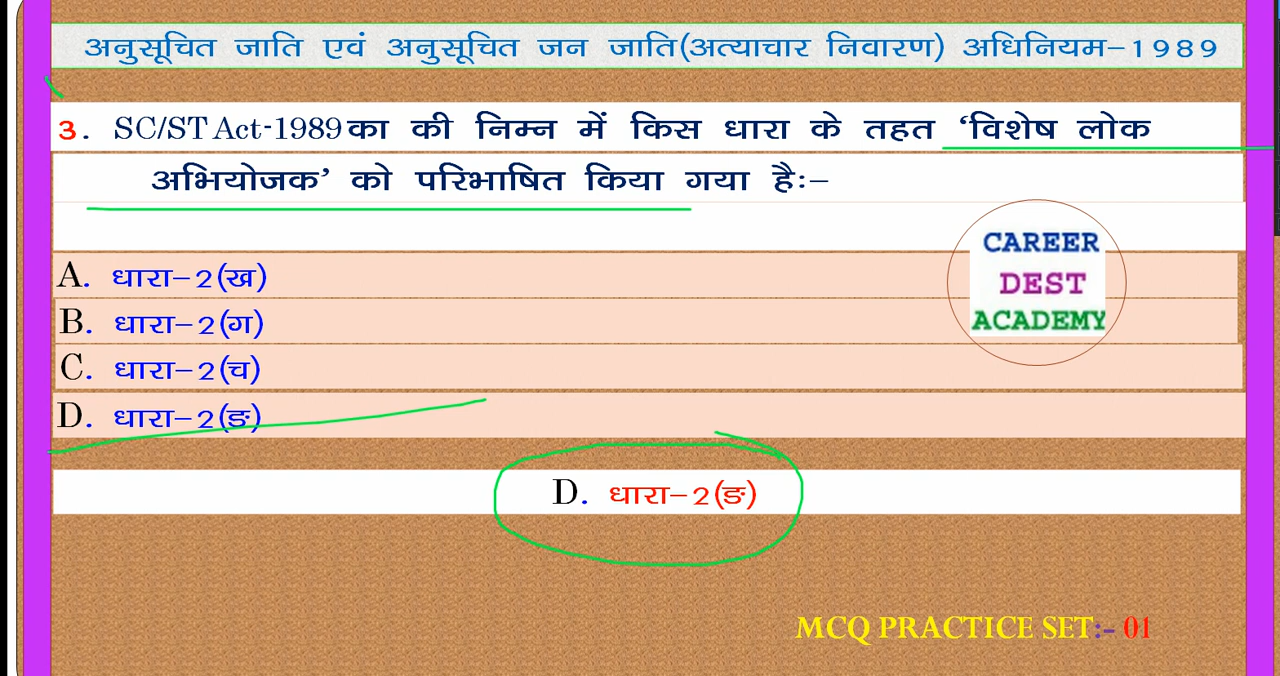 अनुसूचित जाति एवं अनुसूचित जन जाति(अत्याचार निवारण) अधिनियम–1989
3. SC/ST Act-1989 का की निम्न में किस धारा के तहत ‘विशेष लोक
अभियोजक’ को परिभाषित किया गया हैः–
CAREER
DEST
ACADEMY
A. धारा–2(ख)
B. धारा–2(ग)
C. धारा–2(च)
D. धारा–2(ङ)
D. धारा–2(ङ)
MCQ PRACTICE SET:- 01